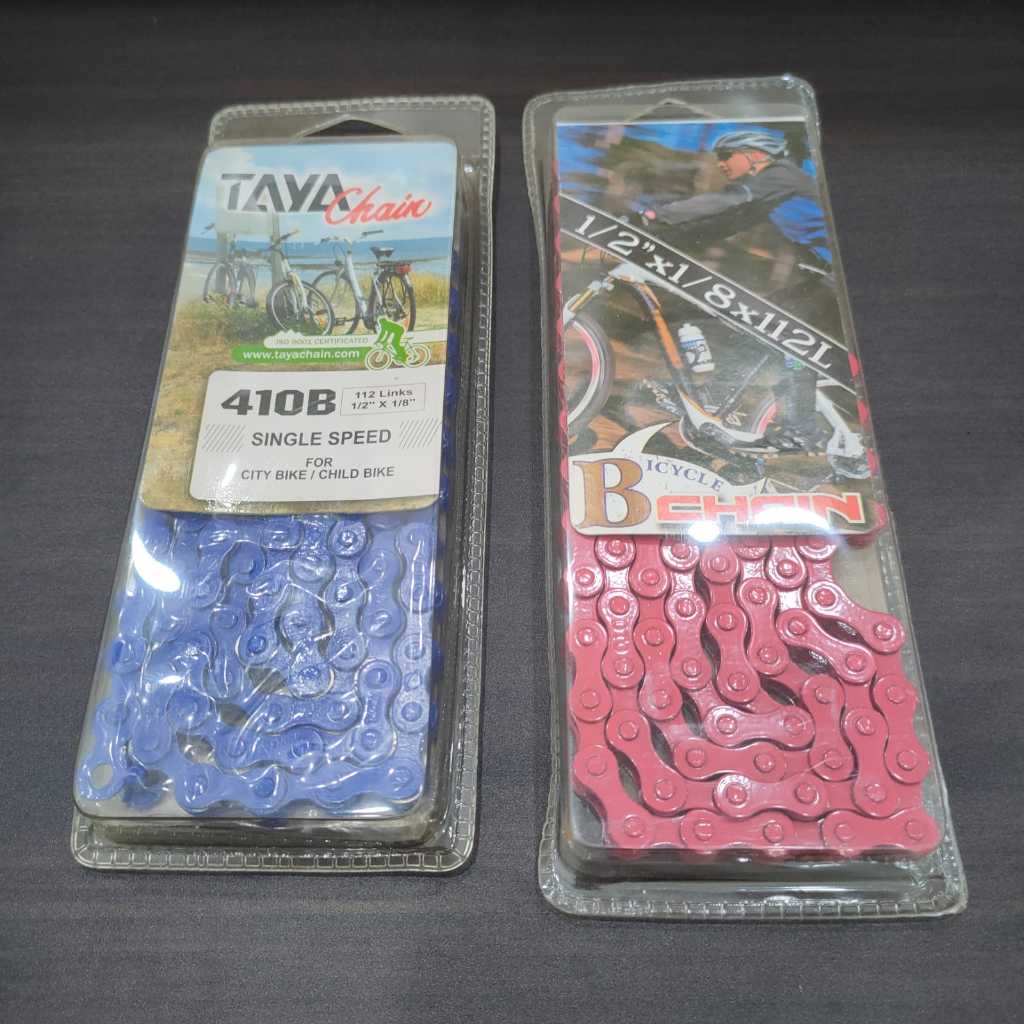 TAYA Chain
ISO 9001 CERTIFICATED
www.tayachain.com
410B
112 Links
1/2" X 1/8"
SINGLE SPEED
FOR
CITY BIKE / CHILD BIKE
1/2"x1/8x112L
BICYCLE
CHAIN